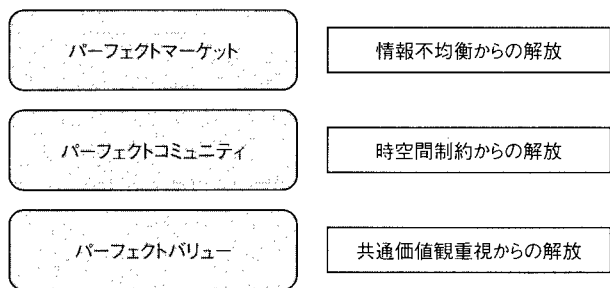 パーフェクトマーケット
情報不均衡からの解放
パーフェクトコミュニティ
時空間制約からの解放
パーフェクトバリュー
共通価値観重視からの解放